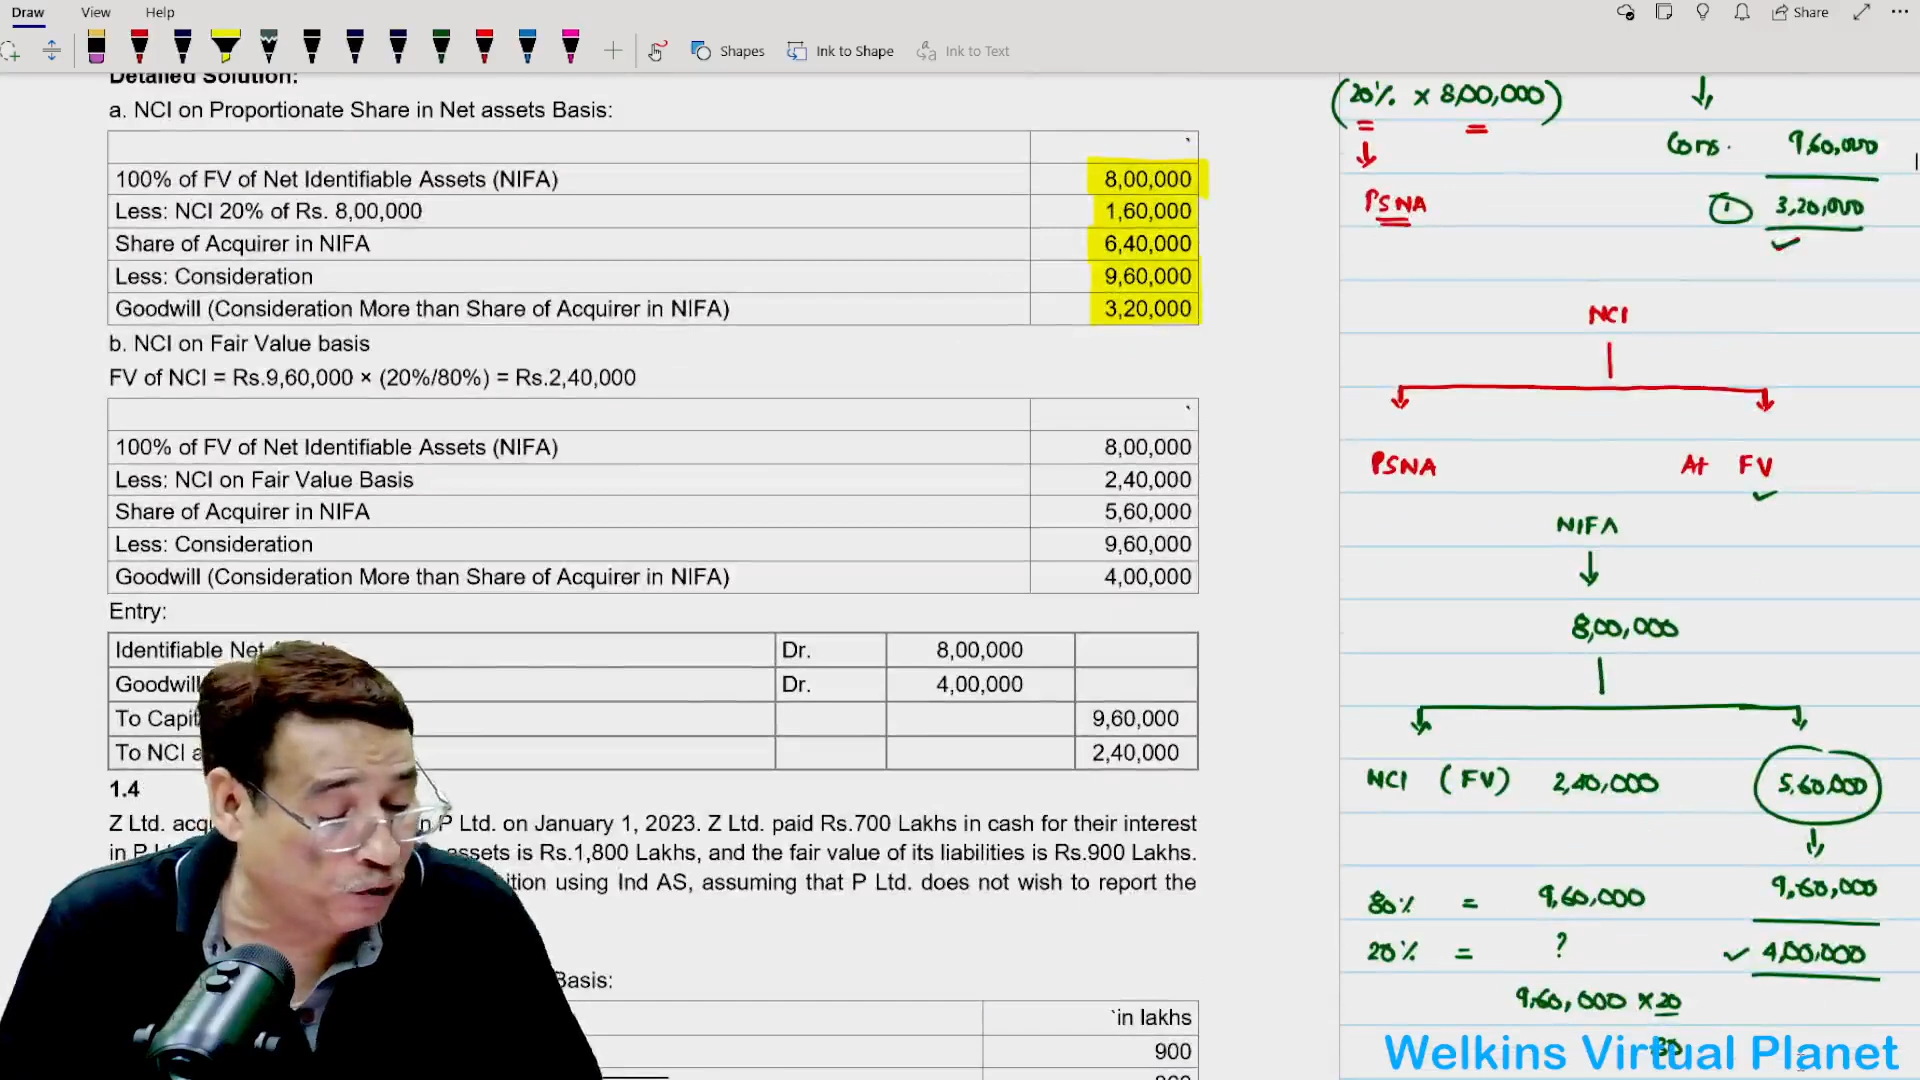 Draw View Help
Shapes Ink to Shape Ink to Text Share
Detailed Solution:
a. NCI on Proportionate Share in Net assets Basis:
`
100% of FV of Net Identifiable Assets (NIFA) 8,00,000
Less: NCI 20% of Rs. 8,00,000 1,60,000
Share of Acquirer in NIFA 6,40,000
Less: Consideration 9,60,000
Goodwill (Consideration More than Share of Acquirer in NIFA) 3,20,000
b. NCI on Fair Value basis
FV of NCI = Rs.9,60,000 × (20%/80%) = Rs.2,40,000
`
100% of FV of Net Identifiable Assets (NIFA) 8,00,000
Less: NCI on Fair Value Basis 2,40,000
Share of Acquirer in NIFA 5,60,000
Less: Consideration 9,60,000
Goodwill (Consideration More than Share of Acquirer in NIFA) 4,00,000
Entry:
Identifiable Net Dr. 8,00,000
Goodwill Dr. 4,00,000
To 9,60,000
To NCI 2,40,000
1.4
Z Ltd. P Ltd. on January 1, 2023. Z Ltd. paid Rs.700 Lakhs in cash for their interest
in assets is Rs.1,800 Lakhs, and the fair value of its liabilities is Rs.900 Lakhs.
using Ind AS, assuming that P Ltd. does not wish to report the
Basis:
`in lakhs
900
(20% × 8,00,000)
Cons. 9,60,000
PSNA 1 3,20,000
NCI
PSNA At FV
NIFA
8,00,000
NCI (FV) 2,40,000 5,60,000
80% = 9,60,000 9,60,000
20% = ? 4,00,000
9,60,000 × 20
80
Welkins Virtual Planet